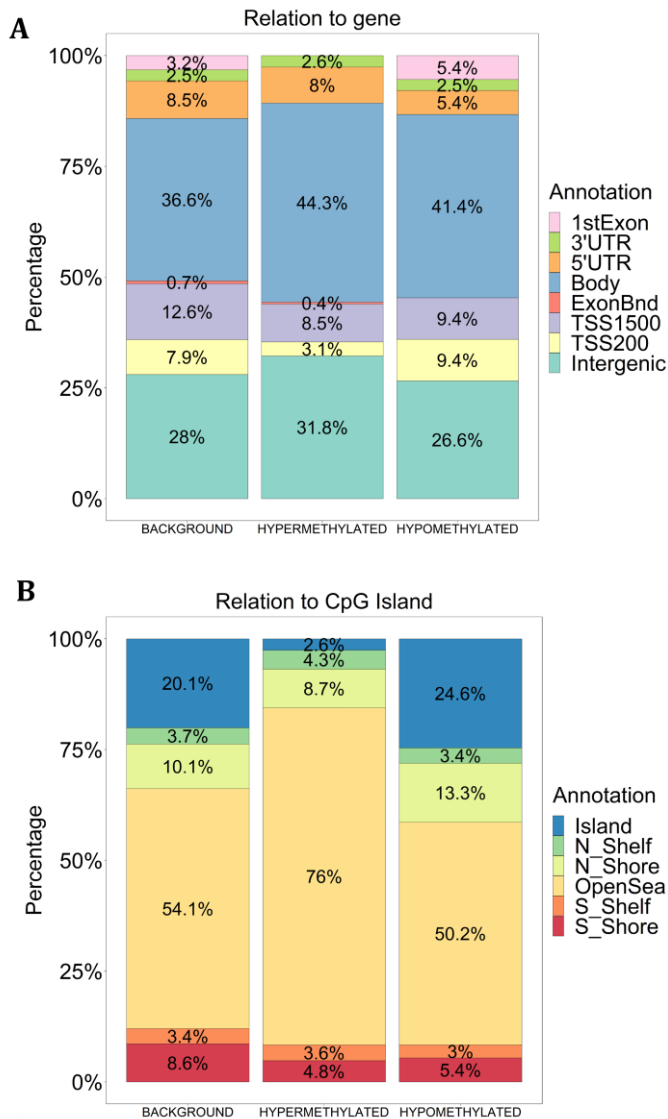 A
Relation to gene
Percentage
100%
75%
50%
25%
0%
3.2%
2.5%
8.5%
36.6%
0.7%
12.6%
7.9%
28%
2.6%
8%
44.3%
0.4%
8.5%
3.1%
31.8%
5.4%
2.5%
5.4%
41.4%
9.4%
9.4%
26.6%
BACKGROUND
HYPERMETHYLATED
HYPOMETHYLATED
Annotation
1stExon
3'UTR
5'UTR
Body
ExonBnd
TSS1500
TSS200
Intergenic
B
Relation to CpG Island
Percentage
100%
75%
50%
25%
0%
20.1%
3.7%
10.1%
54.1%
3.4%
8.6%
2.6%
4.3%
8.7%
76%
3.6%
4.8%
24.6%
3.4%
13.3%
50.2%
3%
5.4%
BACKGROUND
HYPERMETHYLATED
HYPOMETHYLATED
Annotation
Island
N_Shelf
N_Shore
OpenSea
S_Shelf
S_Shore